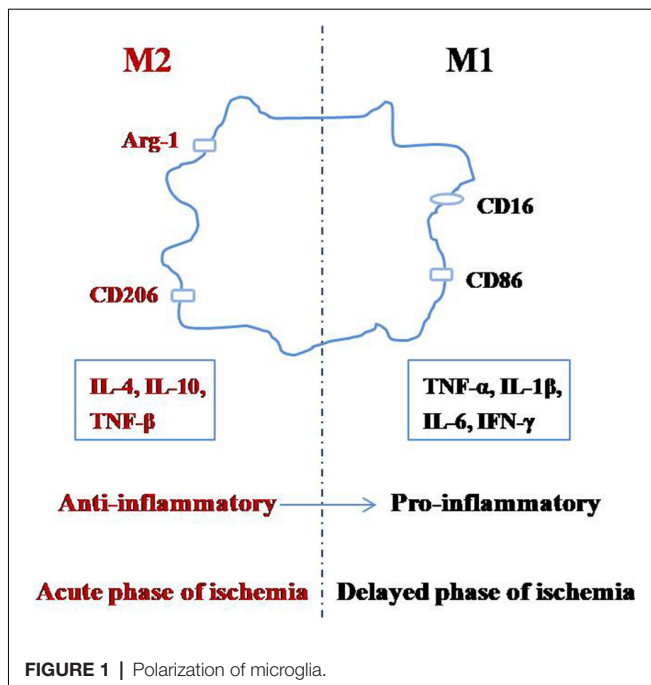 M2
M1
Arg-1
CD16
CD86
CD206
IL-4, IL-10,
TNF-β
TNF-α, IL-1β,
IL-6, IFN-γ
Anti-inflammatory
Pro-inflammatory
Acute phase of ischemia
Delayed phase of ischemia
FIGURE 1 | Polarization of microglia.